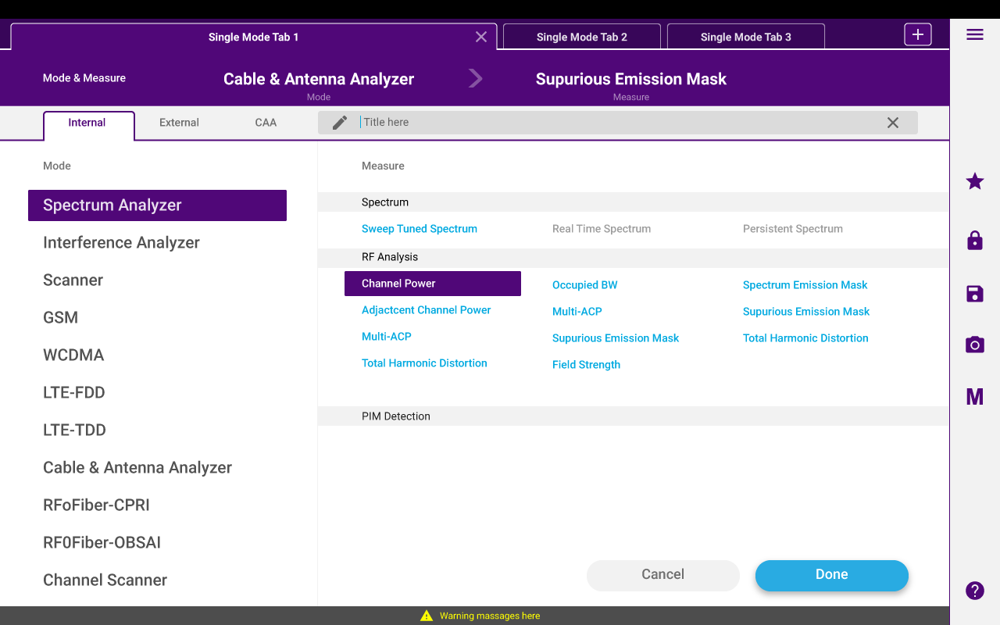 Single Mode Tab 1
Single Mode Tab 2
Single Mode Tab 3
Mode & Measure
Cable & Antenna Analyzer
Mode
Supurious Emission Mask
Measure
Internal
External
CAA
Title here
Mode
Spectrum Analyzer
Interference Analyzer
Scanner
GSM
WCDMA
LTE-FDD
LTE-TDD
Cable & Antenna Analyzer
RFoFiber-CPRI
RF0Fiber-OBSAI
Channel Scanner
Measure
Spectrum
Sweep Tuned Spectrum
Real Time Spectrum
Persistent Spectrum
RF Analysis
Channel Power
Occupied BW
Spectrum Emission Mask
Adjactcent Channel Power
Multi-ACP
Supurious Emission Mask
Multi-ACP
Supurious Emission Mask
Total Harmonic Distortion
Total Harmonic Distortion
Field Strength
PIM Detection
Cancel
Done
M
Warning massages here